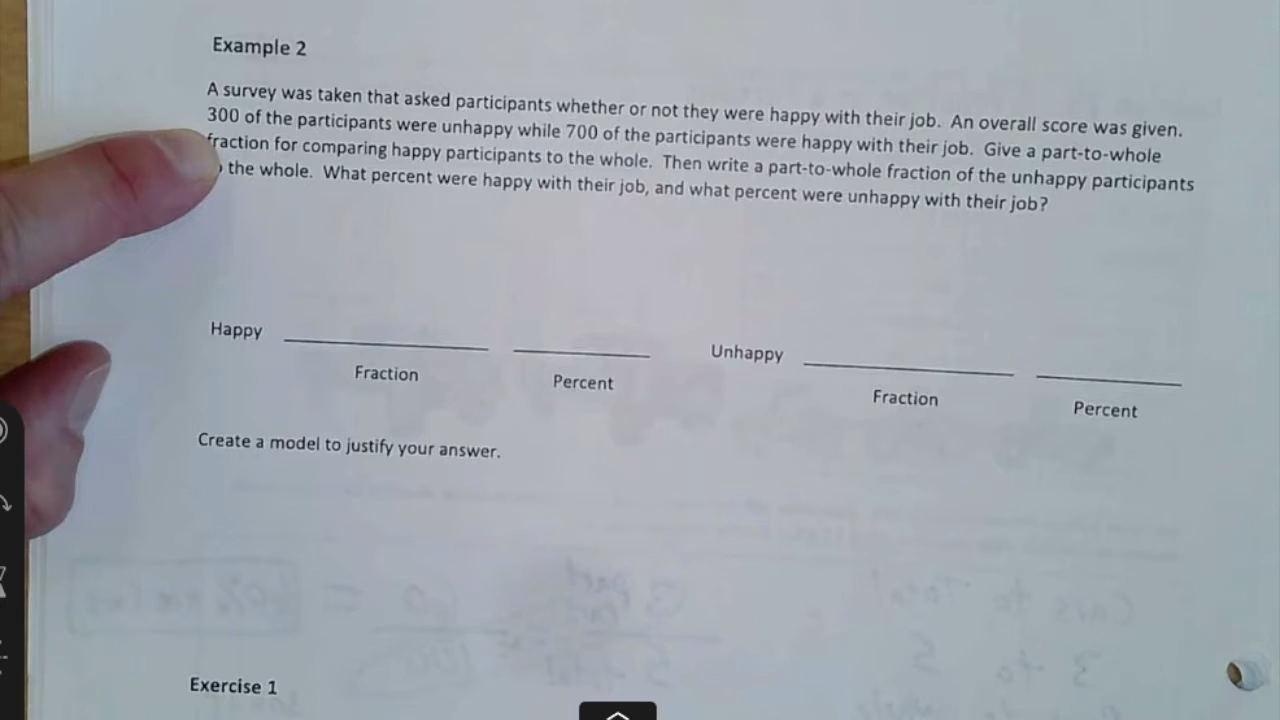 Example 2
A survey was taken that asked participants whether or not they were happy with their job. An overall score was given.
300 of the participants were unhappy while 700 of the participants were happy with their job. Give a part-to-whole
raction for comparing happy participants to the whole. Then write a part-to-whole fraction of the unhappy participants
the whole. What percent were happy with their job, and what percent were unhappy with their job?
Happy
Unhappy
Fraction
Percent
Fraction
Percent
Create a model to justify your answer.
Exercise 1